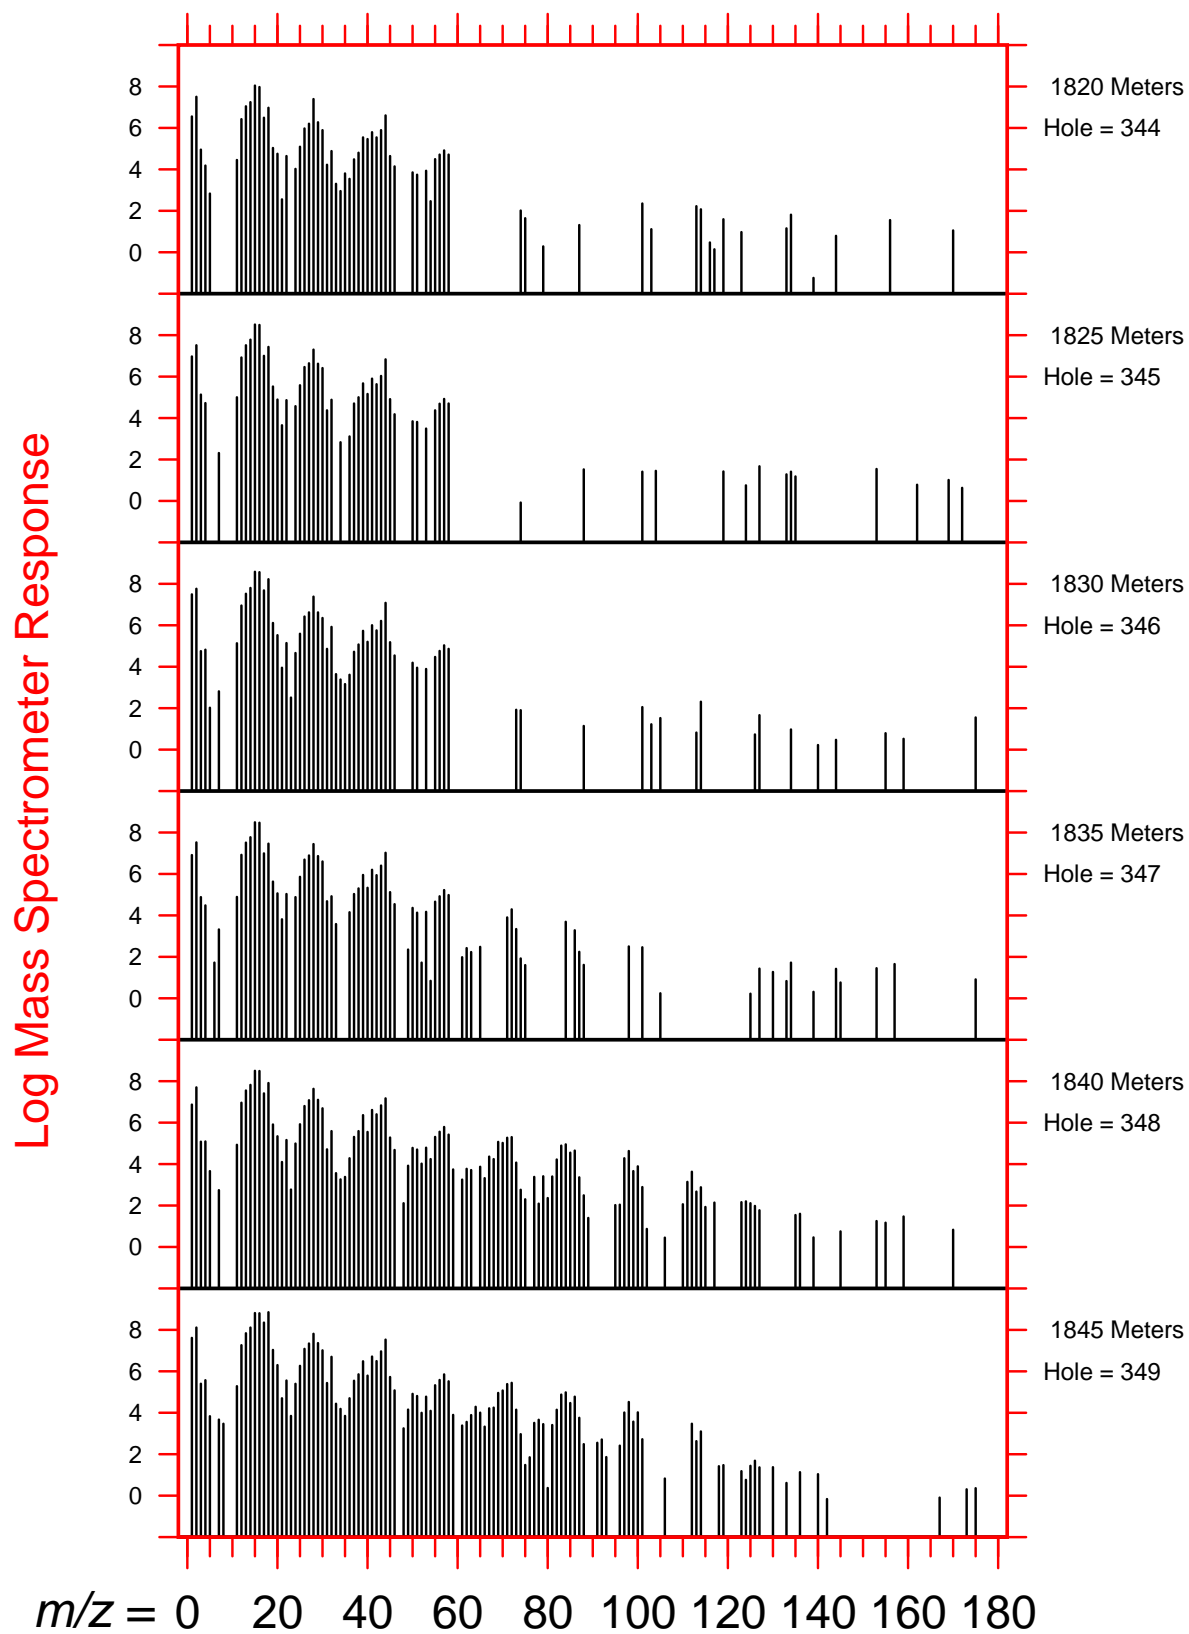 8
6
4
2
0
1820 Meters
Hole = 344
8
6
4
2
0
1825 Meters
Hole = 345
8
6
4
2
0
1830 Meters
Hole = 346
8
6
4
2
0
1835 Meters
Hole = 347
8
6
4
2
0
1840 Meters
Hole = 348
8
6
4
2
0
1845 Meters
Hole = 349
Log Mass Spectrometer Response
m/z = 0 20 40 60 80 100 120 140 160 180